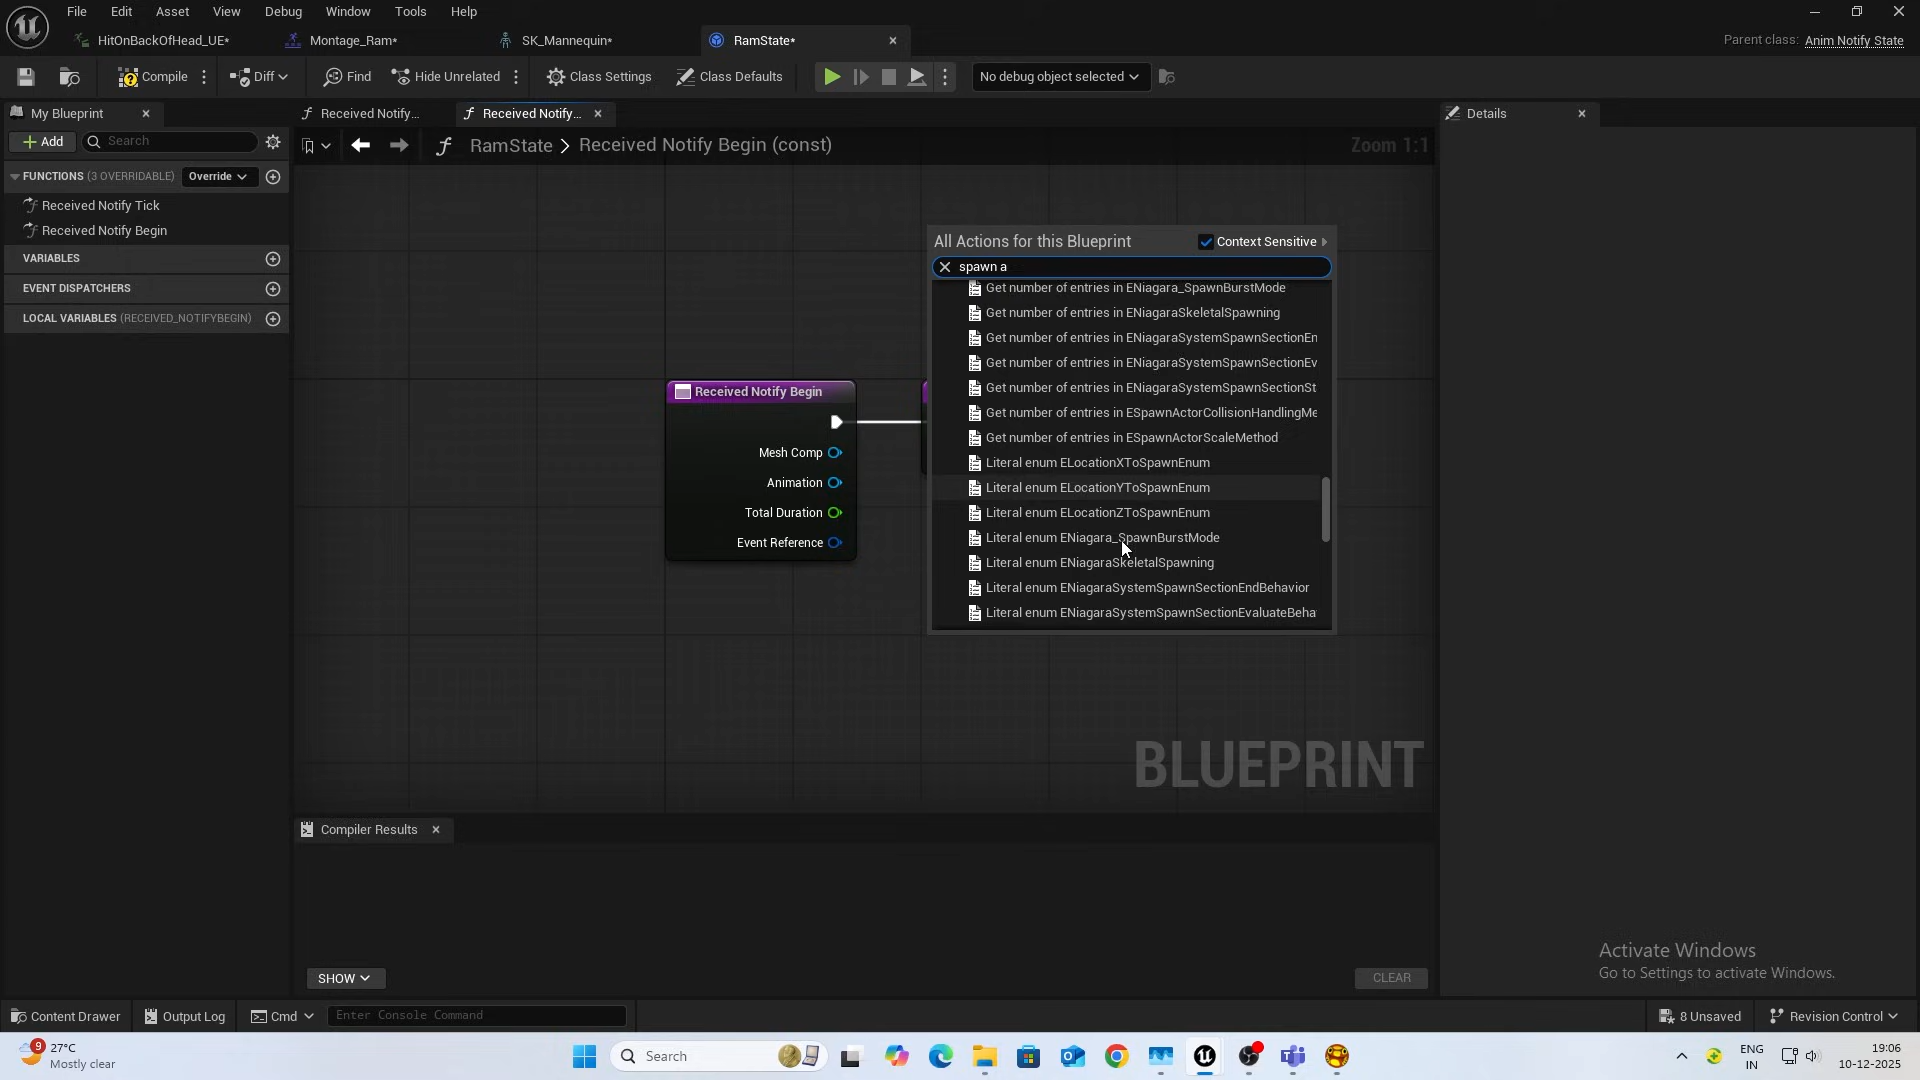 File Edit Asset View Debug Window Tools Help
HitOnBackOfHead_UE* Montage_Ram* SK_Mannequin* RamState* Parent class: Anim Notify State
Compile Diff Find Hide Unrelated Class Settings Class Defaults No debug object selected
My Blueprint Received Notify... Received Notify... Details
Add Search RamState > Received Notify Begin (const) Zoom 1:1
FUNCTIONS (3 OVERRIDABLE) Override
Received Notify Tick
Received Notify Begin
VARIABLES
EVENT DISPATCHERS
LOCAL VARIABLES (RECEIVED_NOTIFYBEGIN)
All Actions for this Blueprint Context Sensitive
spawn a
Get number of entries in ENiagara_SpawnBurstMode
Get number of entries in ENiagaraSkeletalSpawning
Get number of entries in ENiagaraSystemSpawnSectionEn
Get number of entries in ENiagaraSystemSpawnSectionEv
Get number of entries in ENiagaraSystemSpawnSectionSt
Get number of entries in ESpawnActorCollisionHandlingMe
Get number of entries in ESpawnActorScaleMethod
Literal enum ELocationXToSpawnEnum
Literal enum ELocationYToSpawnEnum
Literal enum ELocationZToSpawnEnum
Literal enum ENiagara_SpawnBurstMode
Literal enum ENiagaraSkeletalSpawning
Literal enum ENiagaraSystemSpawnSectionEndBehavior
Literal enum ENiagaraSystemSpawnSectionEvaluateBeha
Received Notify Begin
Mesh Comp
Animation
Total Duration
Event Reference
BLUEPRINT
Compiler Results
SHOW CLEAR
Activate Windows
Go to Settings to activate Windows.
Content Drawer Output Log Cmd Enter Console Command 8 Unsaved Revision Control
9 27°C
Mostly clear
Search
ENG
IN
19:06
10-12-2025